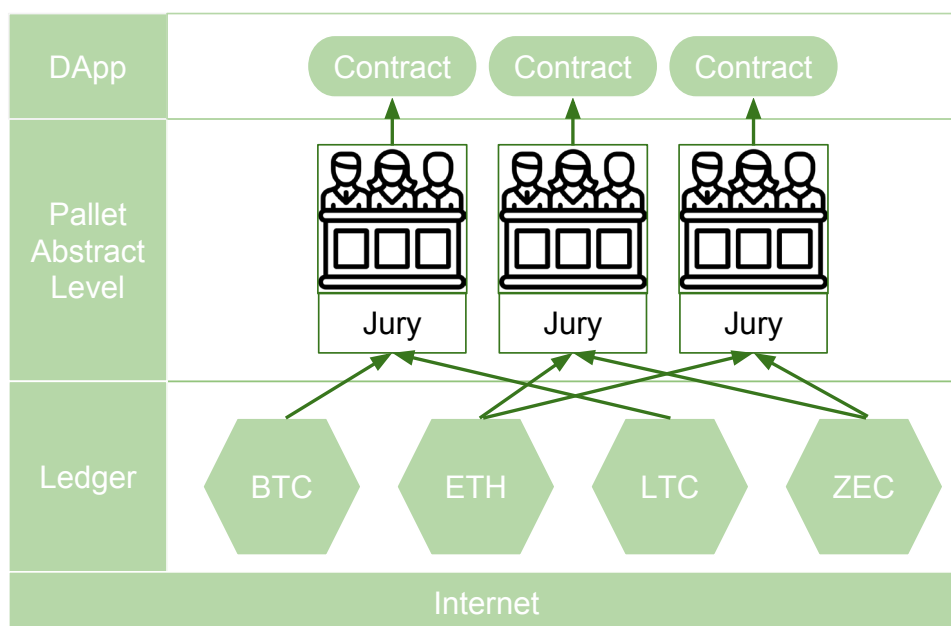 DApp
Contract Contract Contract
Pallet
Abstract
Level
Jury Jury Jury
Ledger
BTC ETH LTC ZEC
Internet